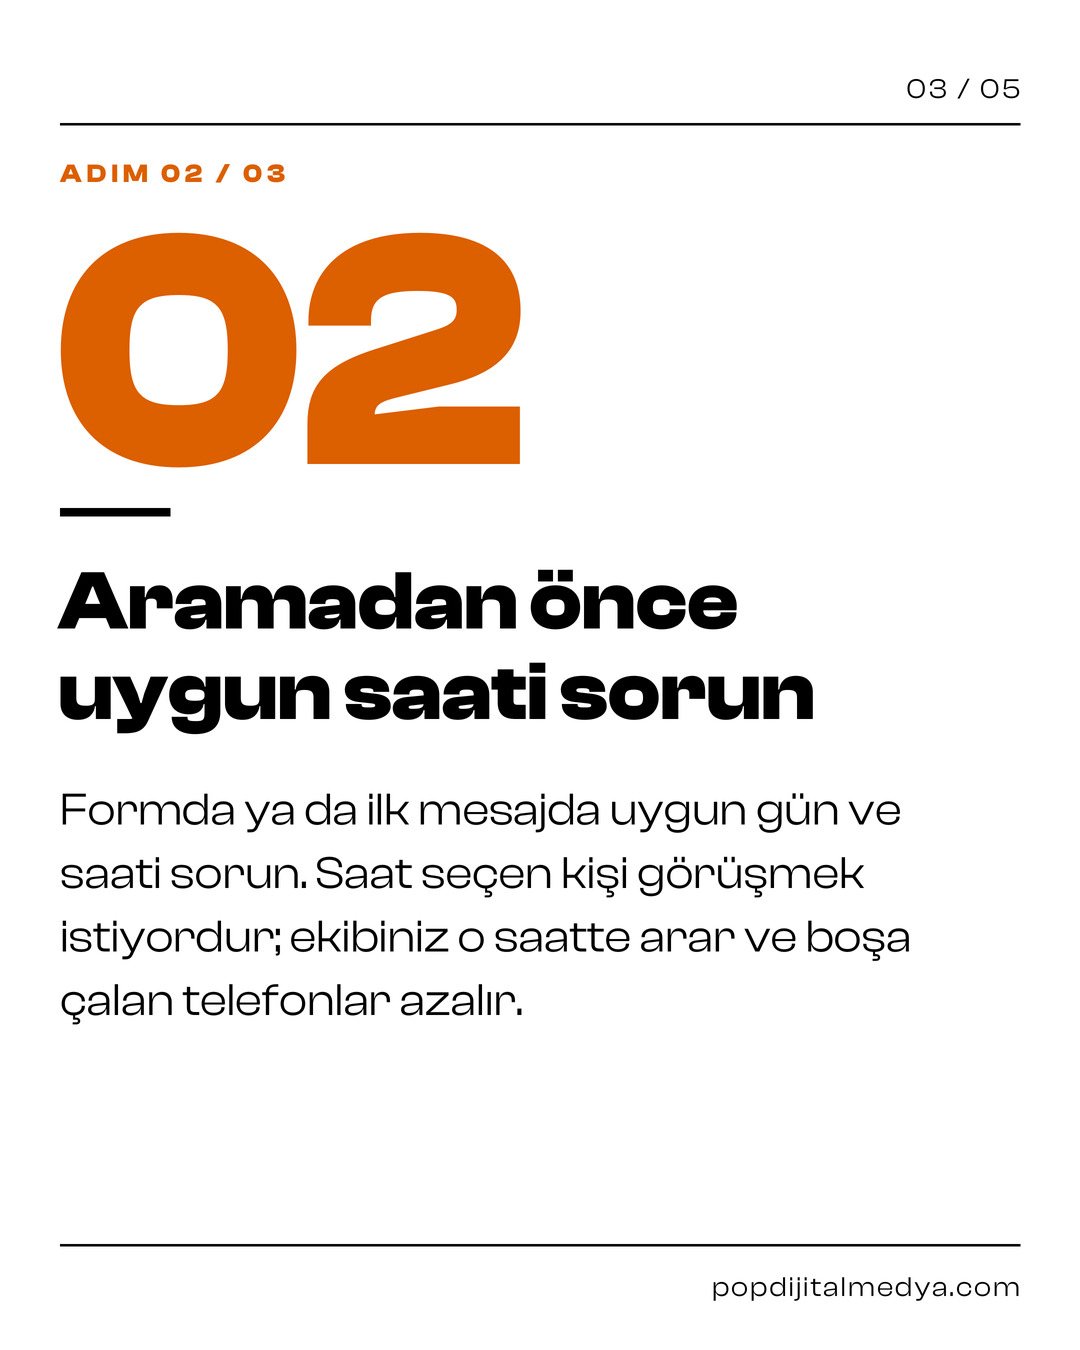 03 / 05
ADIM 02 / 03
02
Aramadan önce
uygun saati sorun
Formda ya da ilk mesajda uygun gün ve
saati sorun. Saat seçen kişi görüşmek
istiyordur; ekibiniz o saatte arar ve boşa
çalan telefonlar azalır.
popdijitalmedya.com